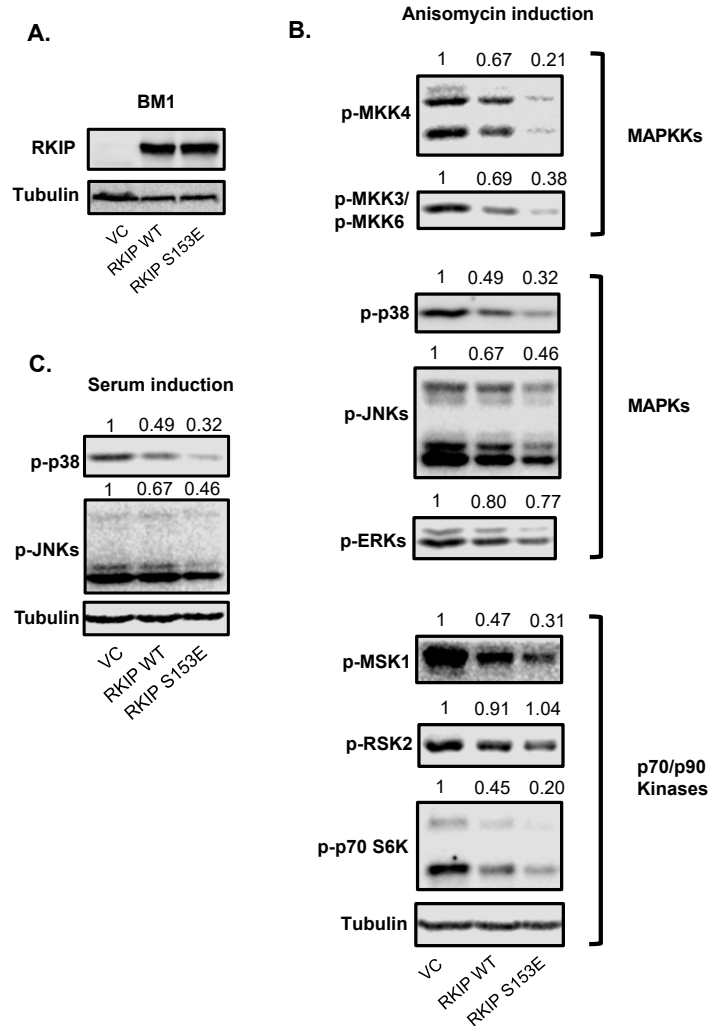 A.
BM1
RKIP
Tubulin
VC
RKIP WT
RKIP S153E
B.
Anisomycin induction
1 0.67 0.21
p-MKK4
1 0.69 0.38
p-MKK3/
p-MKK6
MAPKKs
1 0.49 0.32
p-p38
1 0.67 0.46
p-JNKs
1 0.80 0.77
p-ERKs
MAPKs
1 0.47 0.31
p-MSK1
1 0.91 1.04
p-RSK2
1 0.45 0.20
p-p70 S6K
Tubulin
p70/p90
Kinases
VC
RKIP WT
RKIP S153E
C.
Serum induction
1 0.49 0.32
p-p38
1 0.67 0.46
p-JNKs
Tubulin
VC
RKIP WT
RKIP S153E